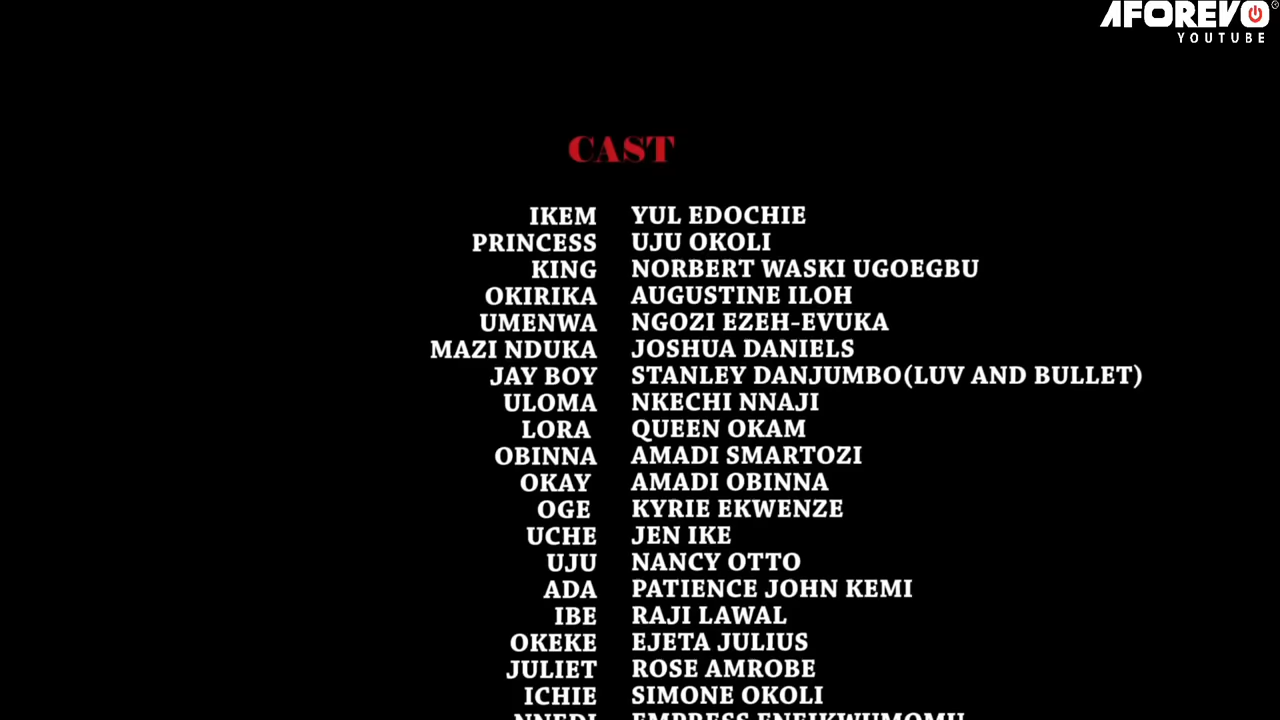 AFOREVO
YOUTUBE
CAST
IKEM YUL EDOCHIE
PRINCESS UJU OKOLI
KING NORBERT WASKI UGOEGBU
OKIRIKA AUGUSTINE ILOH
UMENWA NGOZI EZEH-EVUKA
MAZI NDUKA JOSHUA DANIELS
JAY BOY STANLEY DANJUMBO(LUV AND BULLET)
ULOMA NKECHI NNAJI
LORA QUEEN OKAM
OBINNA AMADI SMARTOZI
OKAY AMADI OBINNA
OGE KYRIE EKWENZE
UCHE JEN IKE
UJU NANCY OTTO
ADA PATIENCE JOHN KEMI
IBE RAJI LAWAL
OKEKE EJETA JULIUS
JULIET ROSE AMROBE
ICHIE SIMONE OKOLI
EMPRESS